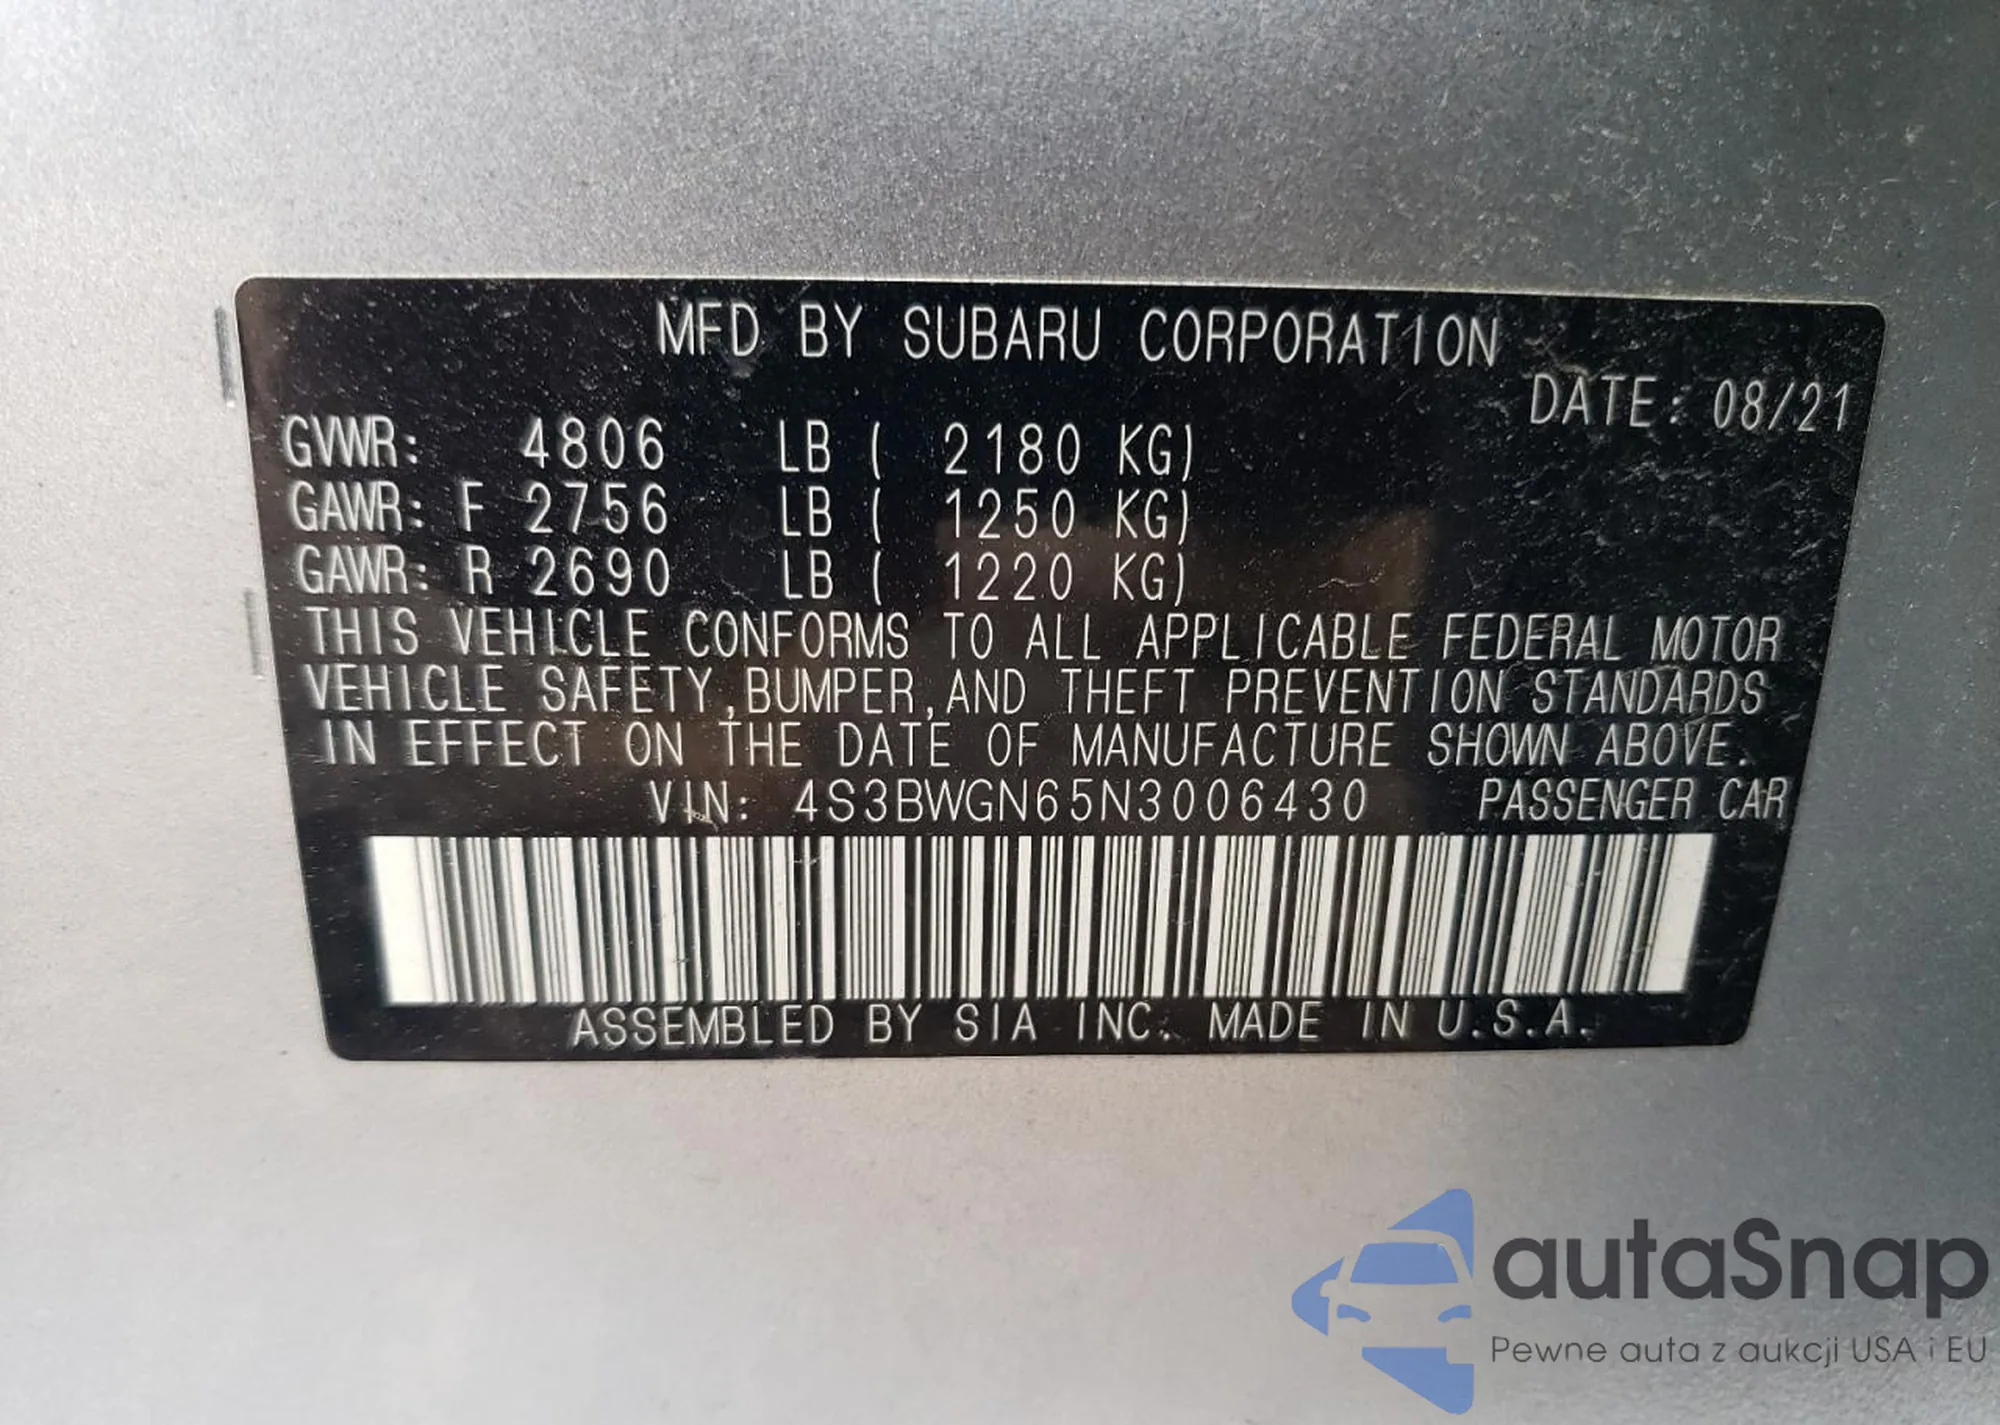 MFD BY SUBARU CORPORATION
DATE: 08/21
GVWR: 4806 LB ( 2180 KG)
GAWR: F 2756 LB ( 1250 KG)
GAWR: R 2690 LB ( 1220 KG)
THIS VEHICLE CONFORMS TO ALL APPLICABLE FEDERAL MOTOR
VEHICLE SAFETY,BUMPER,AND THEFT PREVENTION STANDARDS
IN EFFECT ON THE DATE OF MANUFACTURE SHOWN ABOVE.
VIN: 4S3BWGN65N3006430 PASSENGER CAR
ASSEMBLED BY SIA INC. MADE IN U.S.A.
autaSnap
Pewne auta z aukcji USA i EU